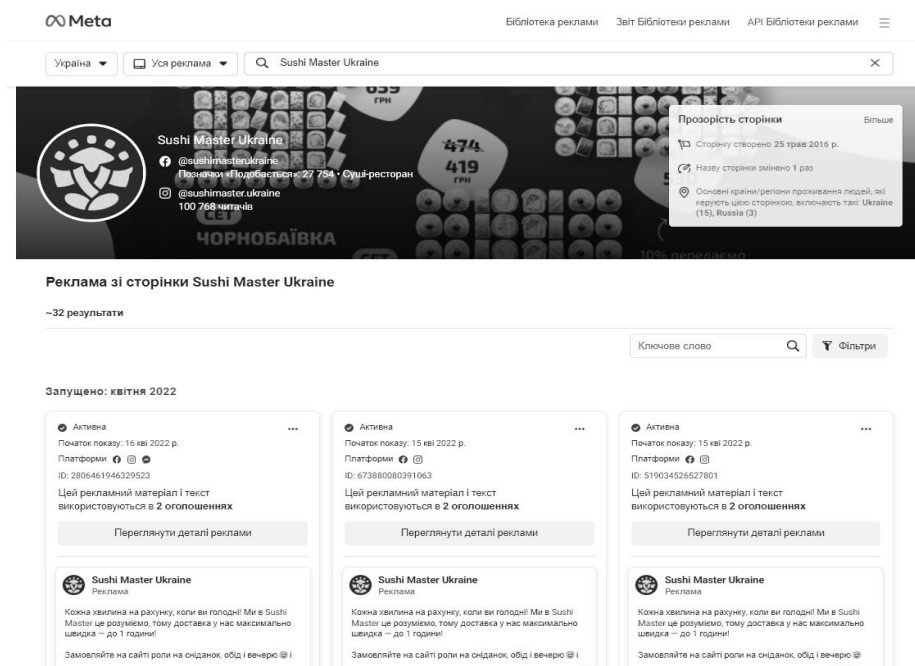 Meta
Бібліотека реклами Звіт Бібліотеки реклами API Бібліотеки реклами
Україна Уся реклама Sushi Master Ukraine
ГРН
474
419
ГРН
СЕТ
ЧОРНОБАЇВКА
СЕТ
10% передаємо
Sushi Master Ukraine
@sushimasterukraine
Позначки «Подобається»: 27 754 • Суші-ресторан
@sushimaster.ukraine
100 768 читачів
Прозорість сторінки Більше
Сторінку створено 25 трав 2016 р.
Назву сторінки змінено 1 раз
Основні країни/регіони проживання людей, які
керують цією сторінкою, включають такі: Ukraine
(15), Russia (3)
Реклама зі сторінки Sushi Master Ukraine
~32 результати
Ключове слово Фільтри
Запущено: квітня 2022
Активна
Початок показу: 16 кві 2022 р.
Платформи
ID: 2806461946329523
Цей рекламний матеріал і текст
використовуються в 2 оголошеннях
Переглянути деталі реклами
Sushi Master Ukraine
Реклама
Кожна хвилина на рахунку, коли ви голодні! Ми в Sushi
Master це розуміємо, тому доставка у нас максимально
швидка — до 1 години!
Замовляйте на сайті роли на сніданок, обід і вечерю 😄 і
Активна
Початок показу: 15 кві 2022 р.
Платформи
ID: 673880080391063
Цей рекламний матеріал і текст
використовуються в 2 оголошеннях
Переглянути деталі реклами
Sushi Master Ukraine
Реклама
Кожна хвилина на рахунку, коли ви голодні! Ми в Sushi
Master це розуміємо, тому доставка у нас максимально
швидка — до 1 години!
Замовляйте на сайті роли на сніданок, обід і вечерю 😄 і
Активна
Початок показу: 15 кві 2022 р.
Платформи
ID: 519034526527801
Цей рекламний матеріал і текст
використовуються в 2 оголошеннях
Переглянути деталі реклами
Sushi Master Ukraine
Реклама
Кожна хвилина на рахунку, коли ви голодні! Ми в Sushi
Master це розуміємо, тому доставка у нас максимально
швидка — до 1 години!
Замовляйте на сайті роли на сніданок, обід і вечерю 😄 і